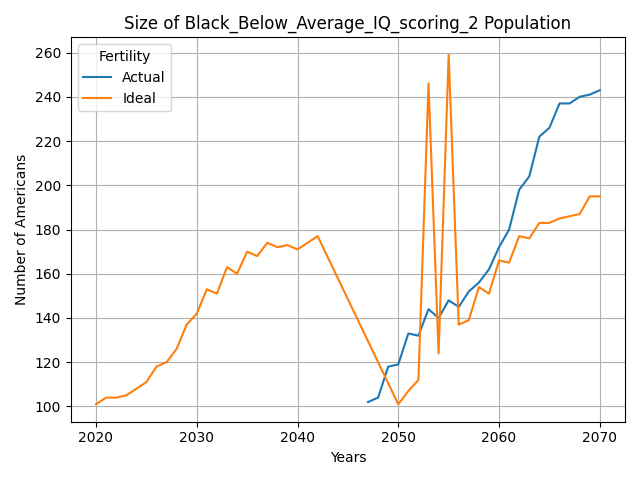 Size of Black_Below_Average_IQ_scoring_2 Population
Fertility
Actual
Ideal
Number of Americans
260
240
220
200
180
160
140
120
100
2020 2030 2040 2050 2060 2070
Years